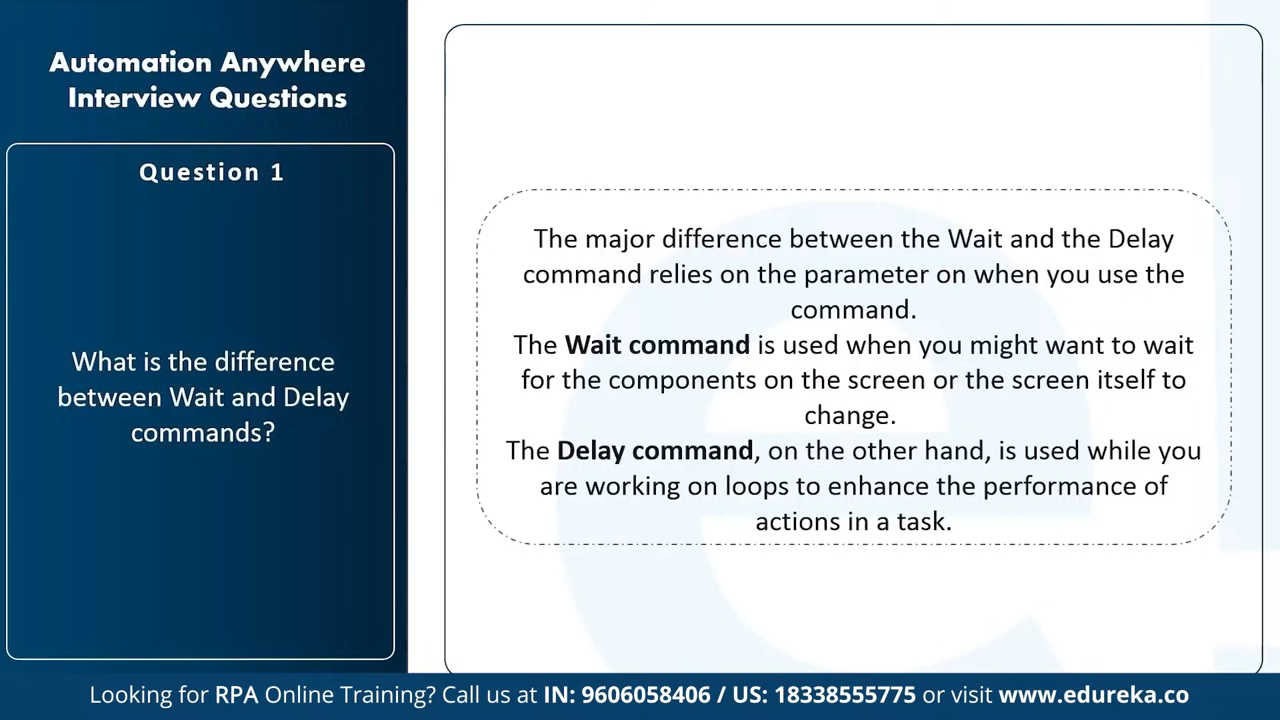 Automation Anywhere
Interview Questions
Question 1
What is the difference
between Wait and Delay
commands?
The major difference between the Wait and the Delay
command relies on the parameter on when you use the
command.
The Wait command is used when you might want to wait
for the components on the screen or the screen itself to
change.
The Delay command, on the other hand, is used while you
are working on loops to enhance the performance of
actions in a task.
Looking for RPA Online Training? Call us at IN: 9606058406 / US: 18338555775 or visit www.edureka.co